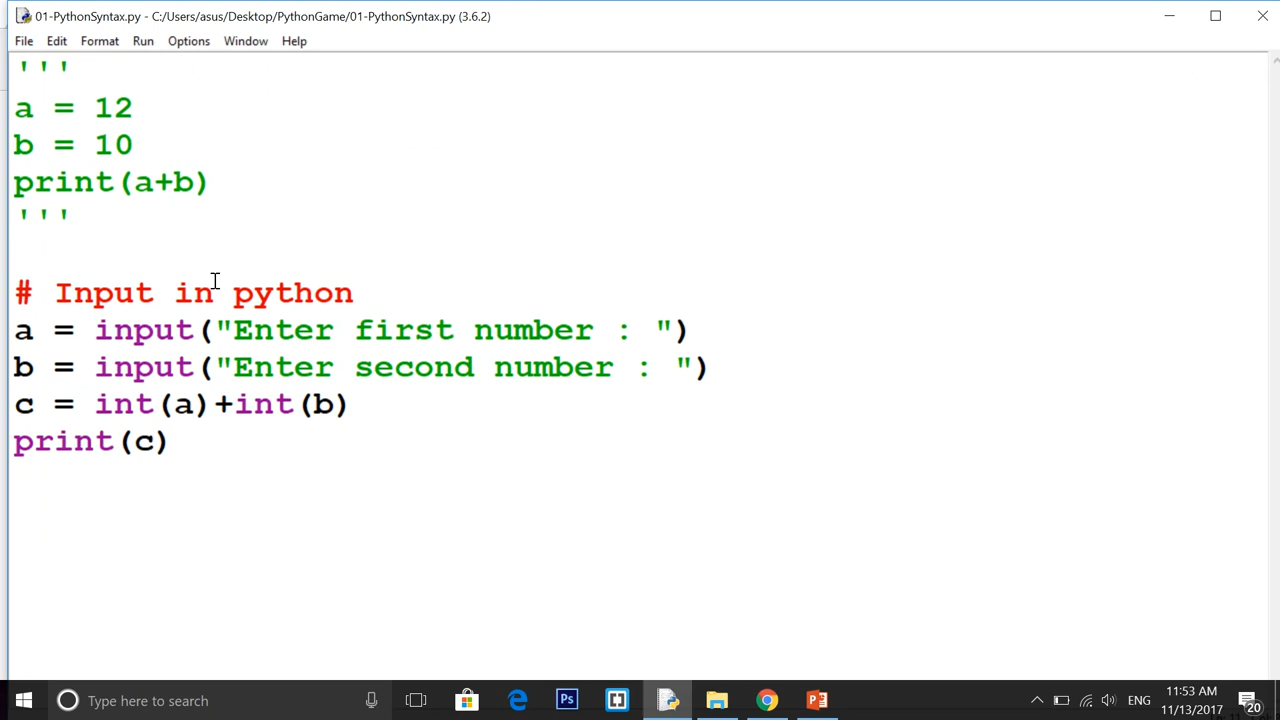 01-PythonSyntax.py - C:/Users/asus/Desktop/PythonGame/01-PythonSyntax.py (3.6.2)
File Edit Format Run Options Window Help
'''
a = 12
b = 10
print(a+b)
'''
# Input in python
a = input("Enter first number : ")
b = input("Enter second number : ")
c = int(a)+int(b)
print(c)
Type here to search
Ps
ENG
11:53 AM
11/13/2017
20